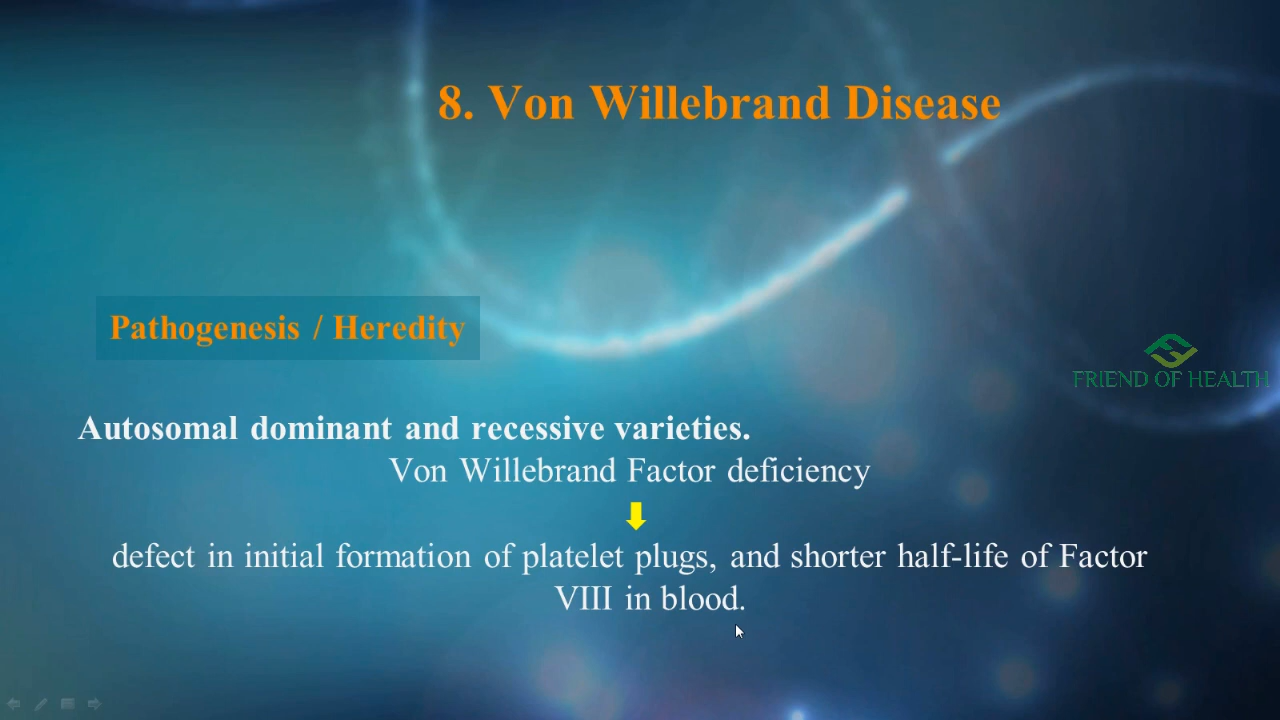 8. Von Willebrand Disease
Pathogenesis / Heredity
FRIEND OF HEALTH
Autosomal dominant and recessive varieties.
Von Willebrand Factor deficiency
defect in initial formation of platelet plugs, and shorter half-life of Factor
VIII in blood.